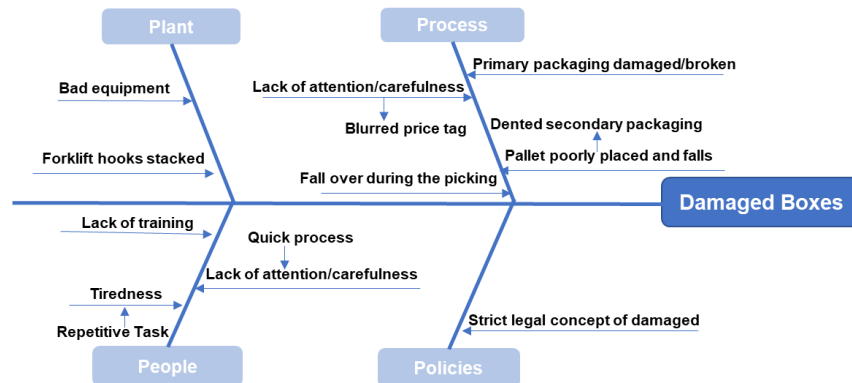 Plant
Process
Primary packaging damaged/broken
Bad equipment
Lack of attention/carefulness
Blurred price tag
Dented secondary packaging
Forklift hooks stacked
Pallet poorly placed and falls
Fall over during the picking
Damaged Boxes
Lack of training
Quick process
Lack of attention/carefulness
Tiredness
Repetitive Task
Strict legal concept of damaged
People
Policies